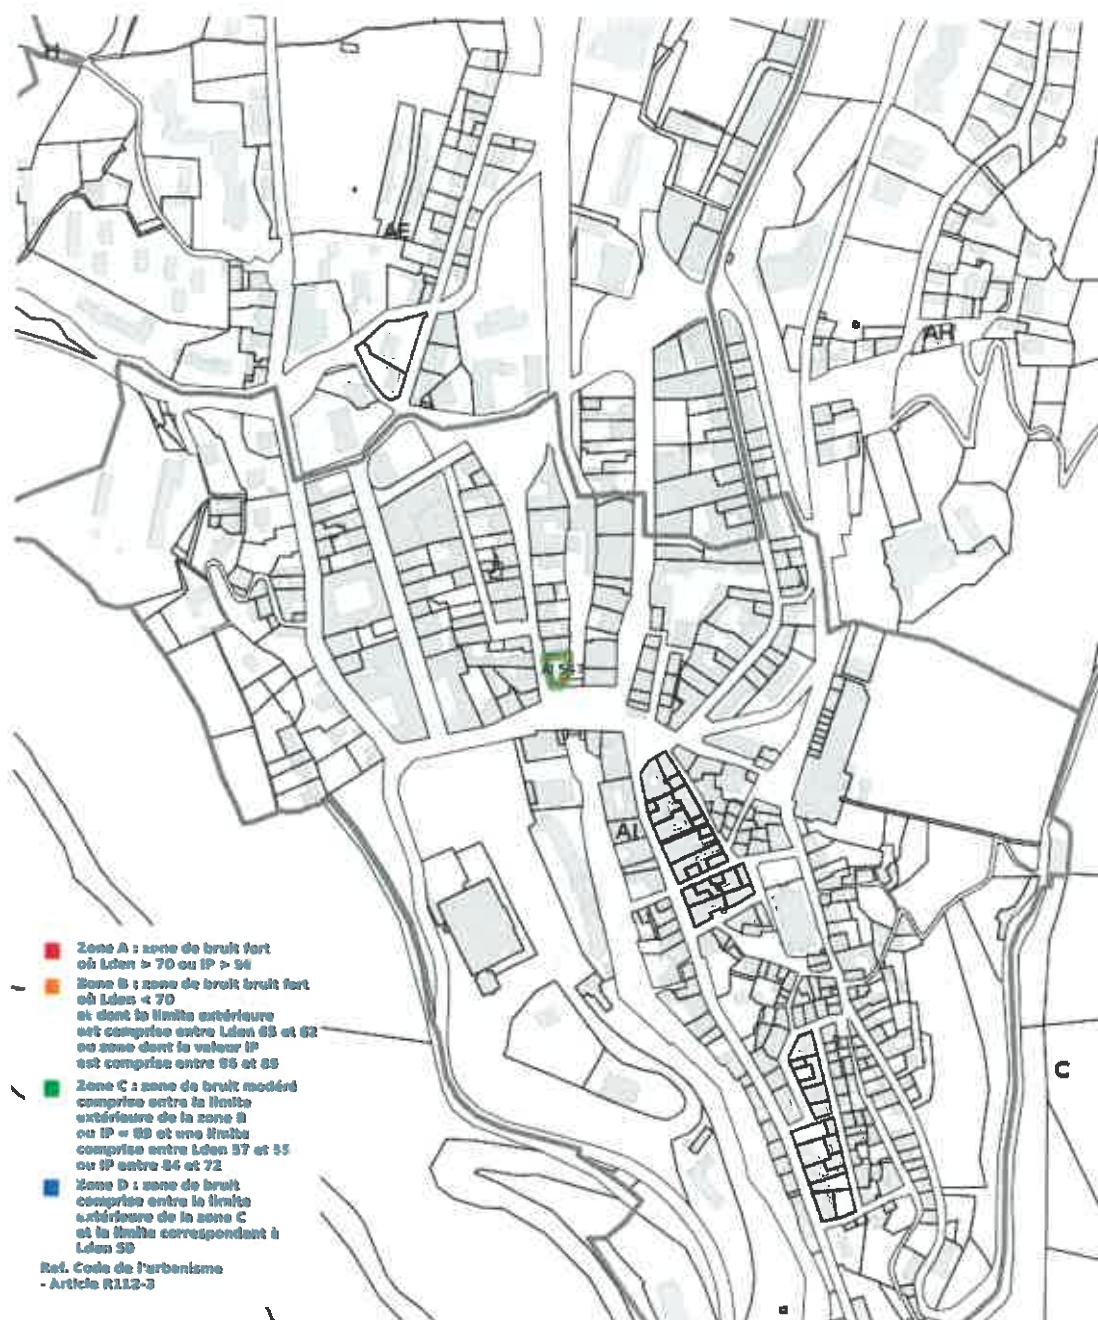 AE
AH
AL
C
Zone A : zone de bruit fort
où Lden > 70 ou IP > 96
Zone B : zone de bruit bruit fort
où Lden < 70
et dont la limite extérieure
est comprise entre Lden 65 et 62
ou zone dont la valeur IP
est comprise entre 96 et 89
Zone C : zone de bruit modéré
comprise entre la limite
extérieure de la zone B
ou IP = 89 et une limite
comprise entre Lden 57 et 55
ou IP entre 84 et 72
Zone D : zone de bruit
comprise entre la limite
extérieure de la zone C
et la limite correspondant à
Lden 50
Ref. Code de l'urbanisme
- Article R112-3